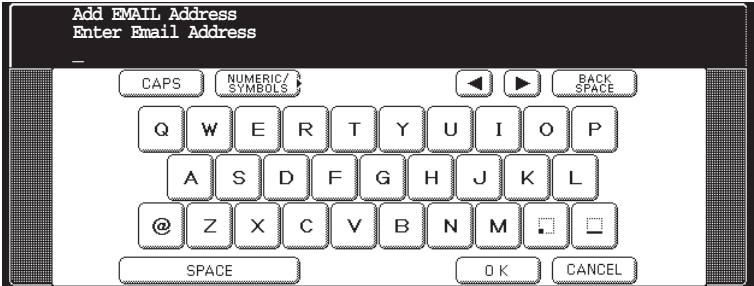 Add EMAIL Address
Enter Email Address
_
CAPS NUMERIC/ SYMBOLS ◀ ▶ BACK SPACE
Q W E R T Y U I O P
A S D F G H J K L
@ Z X C V B N M . _
SPACE OK CANCEL